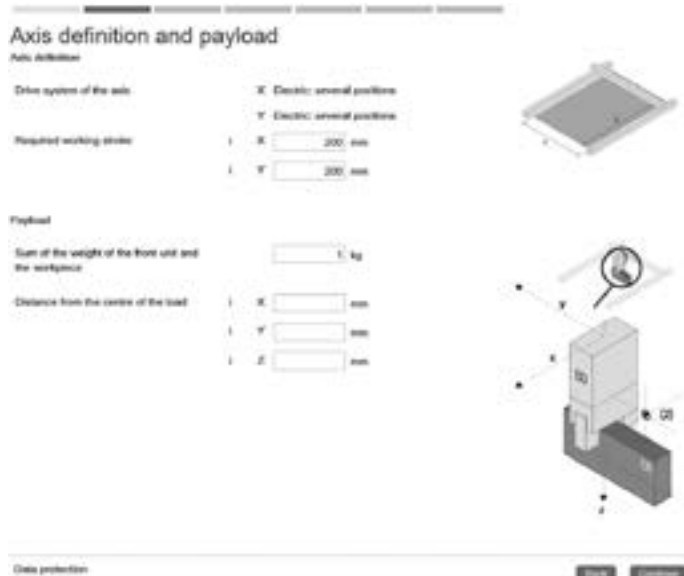 Axis definition and payload
Axis definition
Drive system of the axis X Electric: several positions
Y Electric: several positions
Required working stroke i X 200 mm
i Y 200 mm
Payload
Sum of the weight of the front unit and
the workpiece
kg
Distance from the centre of the load i X mm
i Y mm
i Z mm
y
x
z
Data protection
Back Continue